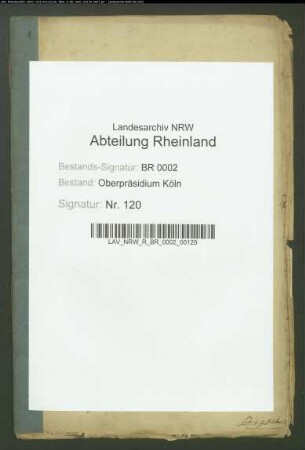 Landesarchiv NRW
Abteilung Rheinland
Bestands-Signatur: BR 0002
Bestand: Oberpräsidium Köln
Signatur: Nr. 120
LAV_NRW_R_BR_0002_00120